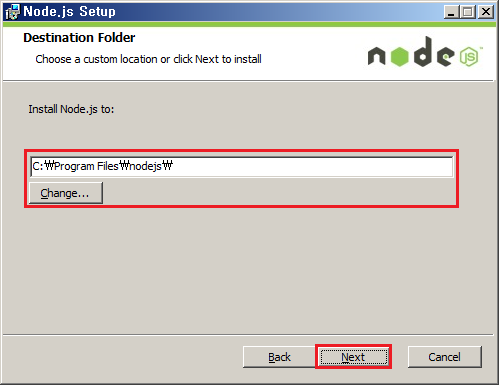 Node.js Setup
Destination Folder
Choose a custom location or click Next to install
node
JS
Install Node.js to:
C:₩Program Files₩nodejs₩
Change...
Back
Next
Cancel